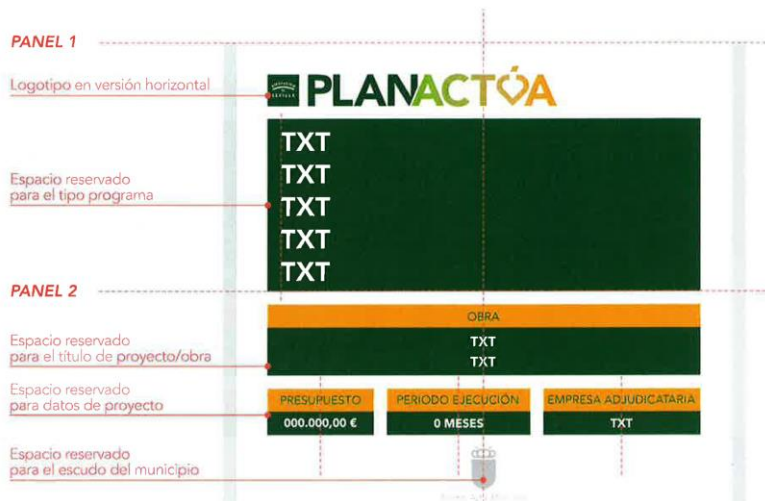 PANEL 1
Logotipo en versión horizontal
PLANACTÚA
Espacio reservado
para el tipo programa
TXT
TXT
TXT
TXT
TXT
PANEL 2
OBRA
Espacio reservado
para el título de proyecto/obra
TXT
TXT
Espacio reservado
para datos de proyecto
PRESUPUESTO
000.000,00 €
PERIODO EJECUCIÓN
0 MESES
EMPRESA ADJUDICATARIA
TXT
Espacio reservado
para el escudo del municipio